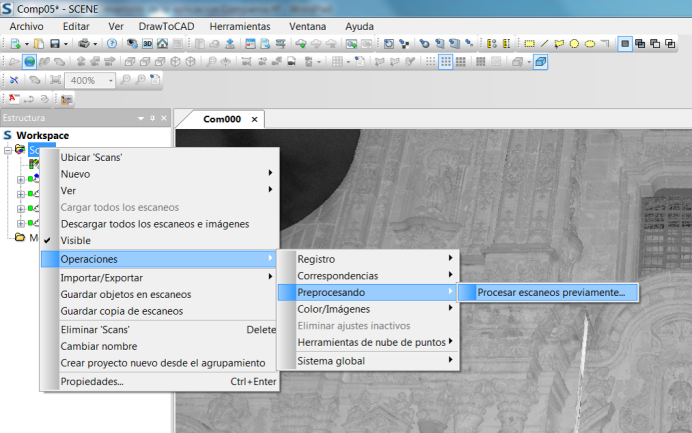 Comp05* - SCENE
Archivo Editar Ver DrawToCAD Herramientas Ventana Ayuda
400%
Estructura
Com000
Workspace
Ubicar 'Scans'
Nuevo
Ver
Cargar todos los escaneos
Descargar todos los escaneos e imágenes
Visible
Operaciones
Registro
Importar/Exportar
Correspondencias
Guardar objetos en escaneos
Preprocesando
Procesar escaneos previamente...
Guardar copia de escaneos
Color/Imágenes
Eliminar 'Scans' Delete
Eliminar ajustes inactivos
Cambiar nombre
Herramientas de nube de puntos
Crear proyecto nuevo desde el agrupamiento
Sistema global
Propiedades... Ctrl+Enter